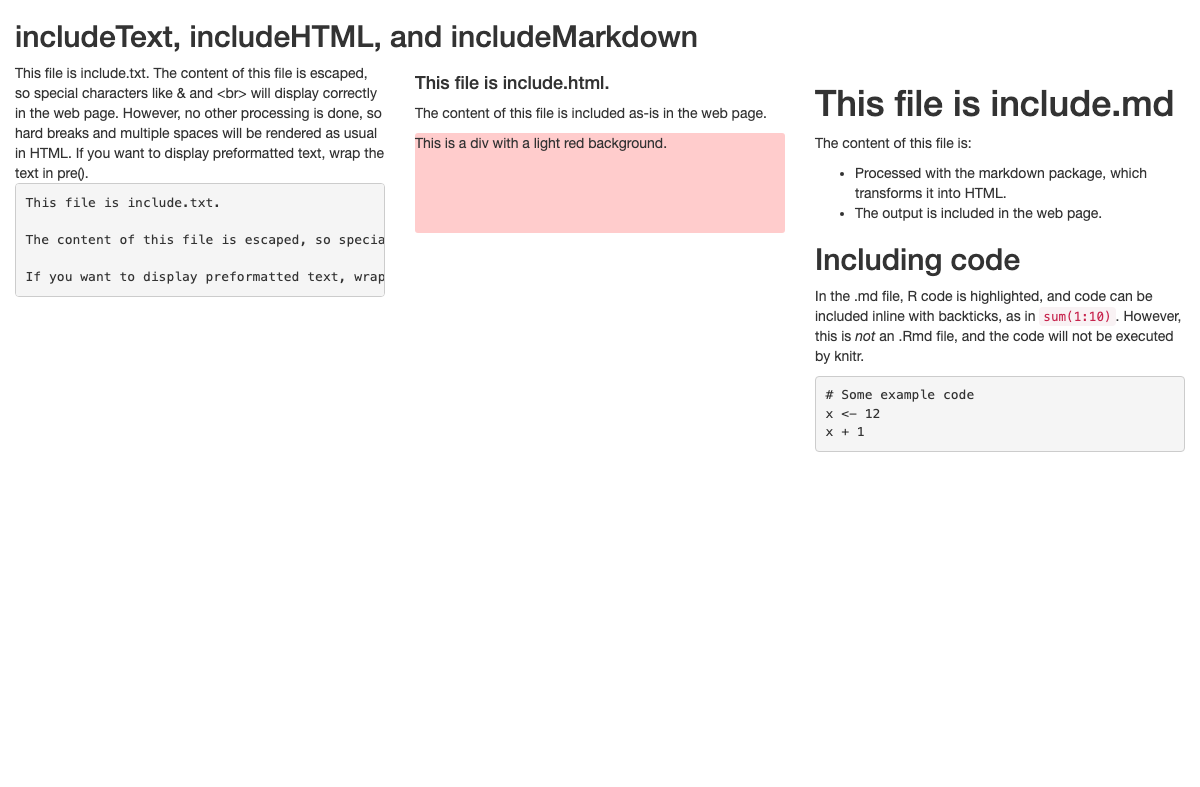 includeText, includeHTML, and includeMarkdown
This file is include.txt. The content of this file is escaped,
so special characters like & and <br> will display correctly
in the web page. However, no other processing is done, so
hard breaks and multiple spaces will be rendered as usual
in HTML. If you want to display preformatted text, wrap the
text in pre().
This file is include.txt.
The content of this file is escaped, so specia
If you want to display preformatted text, wrap
This file is include.html.
The content of this file is included as-is in the web page.
This is a div with a light red background.
This file is include.md
The content of this file is:
• Processed with the markdown package, which
transforms it into HTML.
• The output is included in the web page.
Including code
In the .md file, R code is highlighted, and code can be
included inline with backticks, as in sum(1:10). However,
this is not an .Rmd file, and the code will not be executed
by knitr.
# Some example code
x <- 12
x + 1